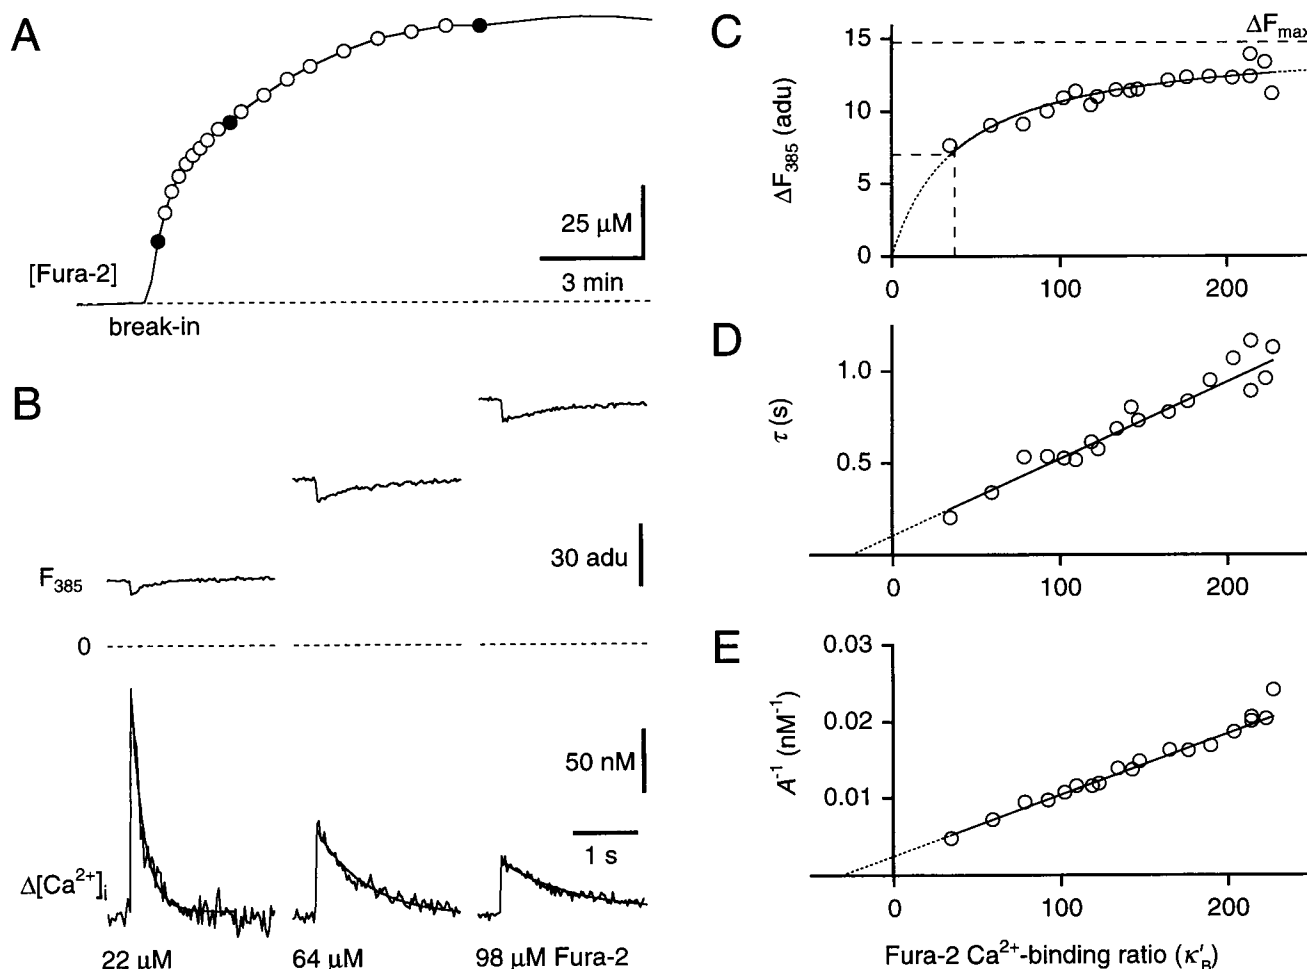 A
[Fura-2]
break-in
25 μM
3 min
B
F385
0
30 adu
50 nM
1 s
Δ[Ca2+]i
22 μM
64 μM
98 μM Fura-2
C
ΔFmax
ΔF385 (adu)
15
10
5
0
0
100
200
D
τ (s)
1.0
0.5
0
100
200
E
A-1 (nM-1)
0.03
0.02
0.01
0
100
200
Fura-2 Ca2+-binding ratio (κ′B)